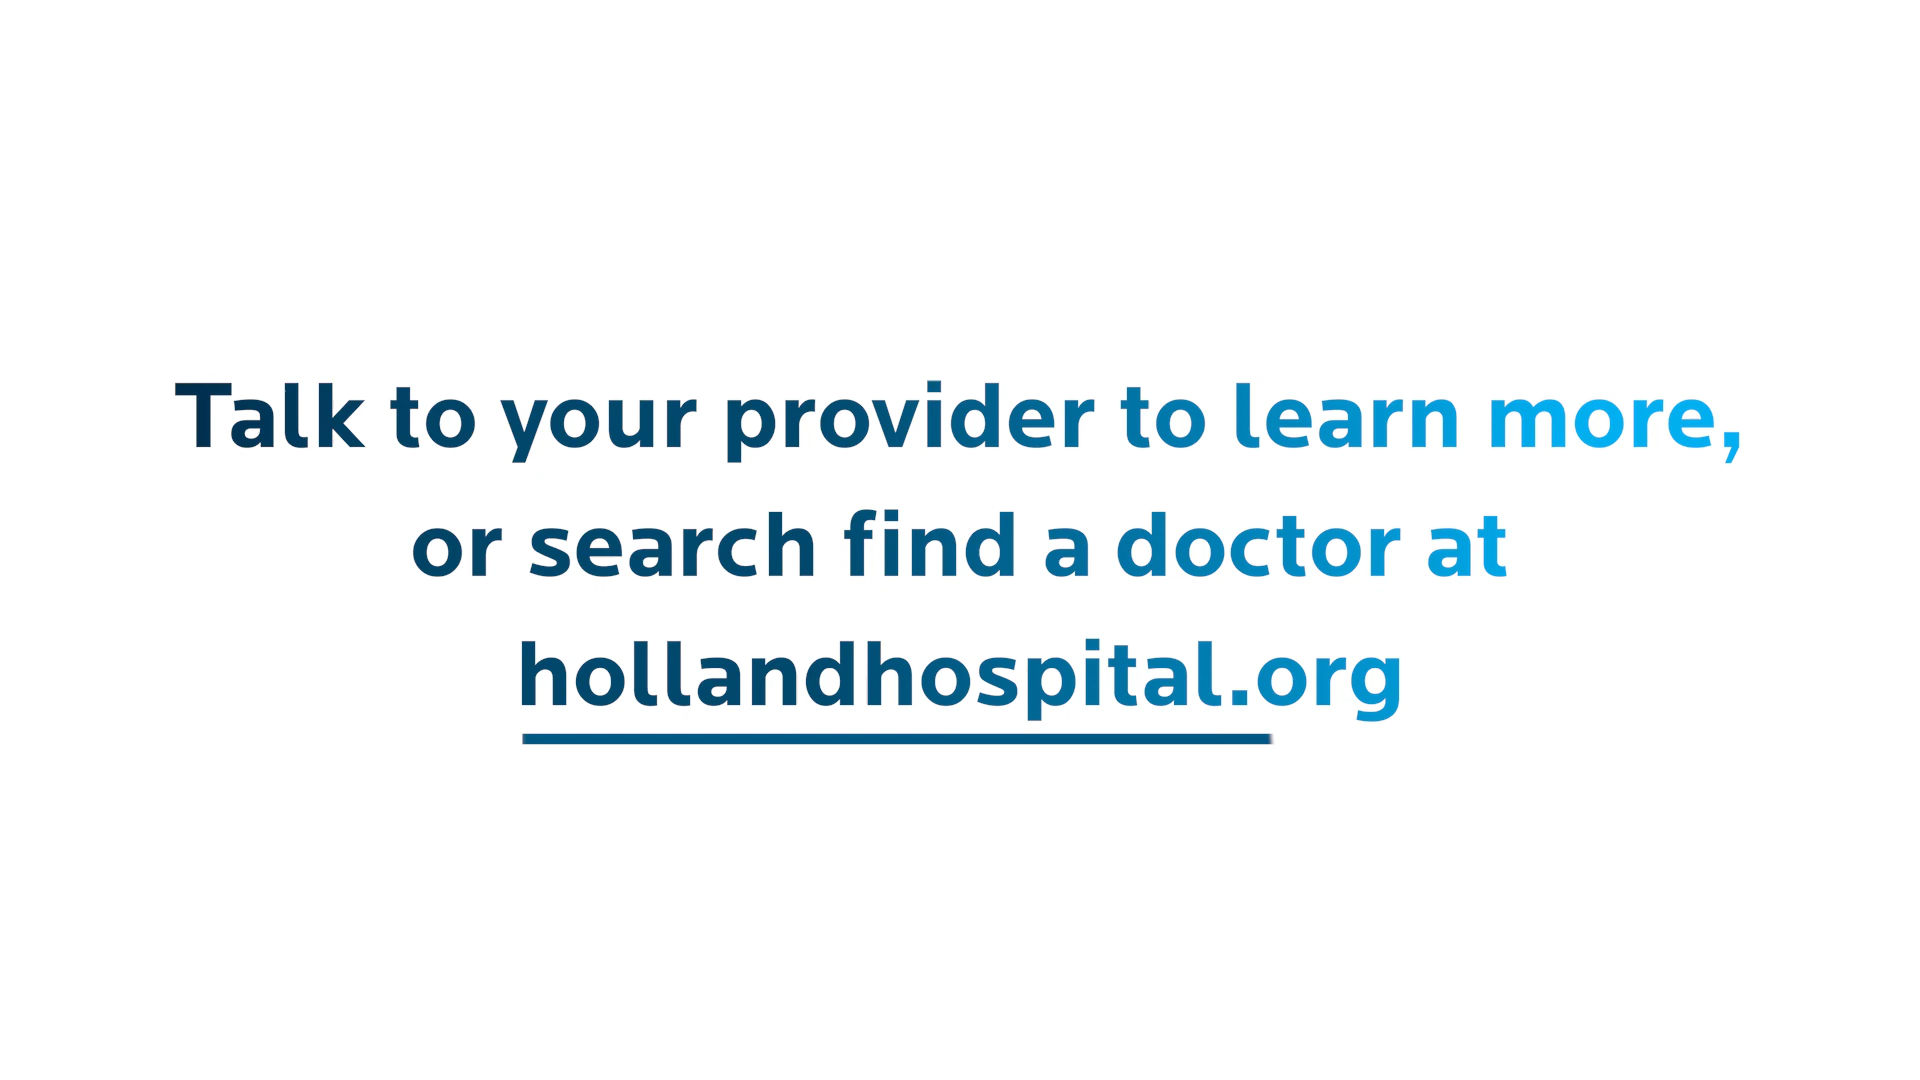 Talk to your provider to learn more,
or search find a doctor at
hollandhospital.org